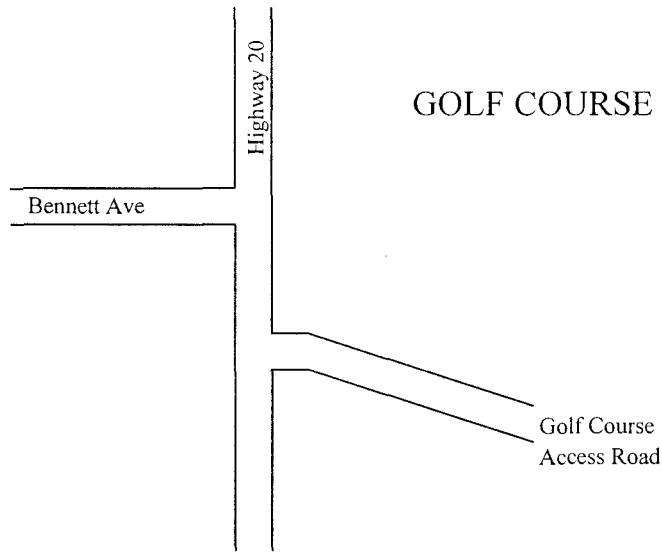 Highway 20
GOLF COURSE
Bennett Ave
Golf Course
Access Road